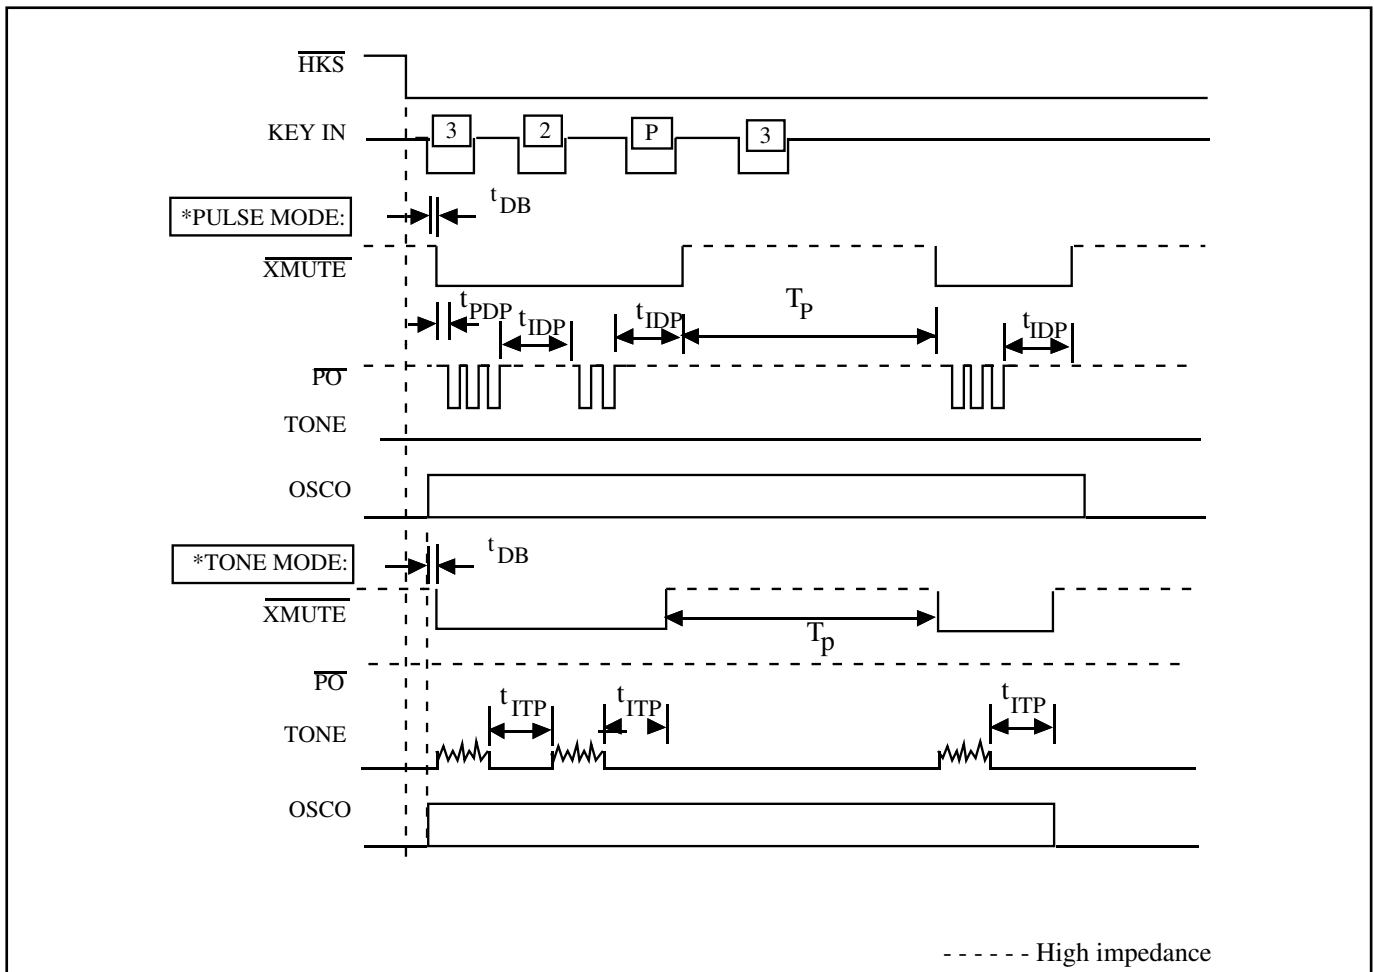 HKS
KEY IN
3
2
P
3
tDB
*PULSE MODE:
XMUTE
tPDP
tIDP
tIDP
TP
tIDP
PO
TONE
OSCO
*TONE MODE:
tDB
XMUTE
Tp
PO
tITP
tITP
tITP
TONE
OSCO
------ High impedance